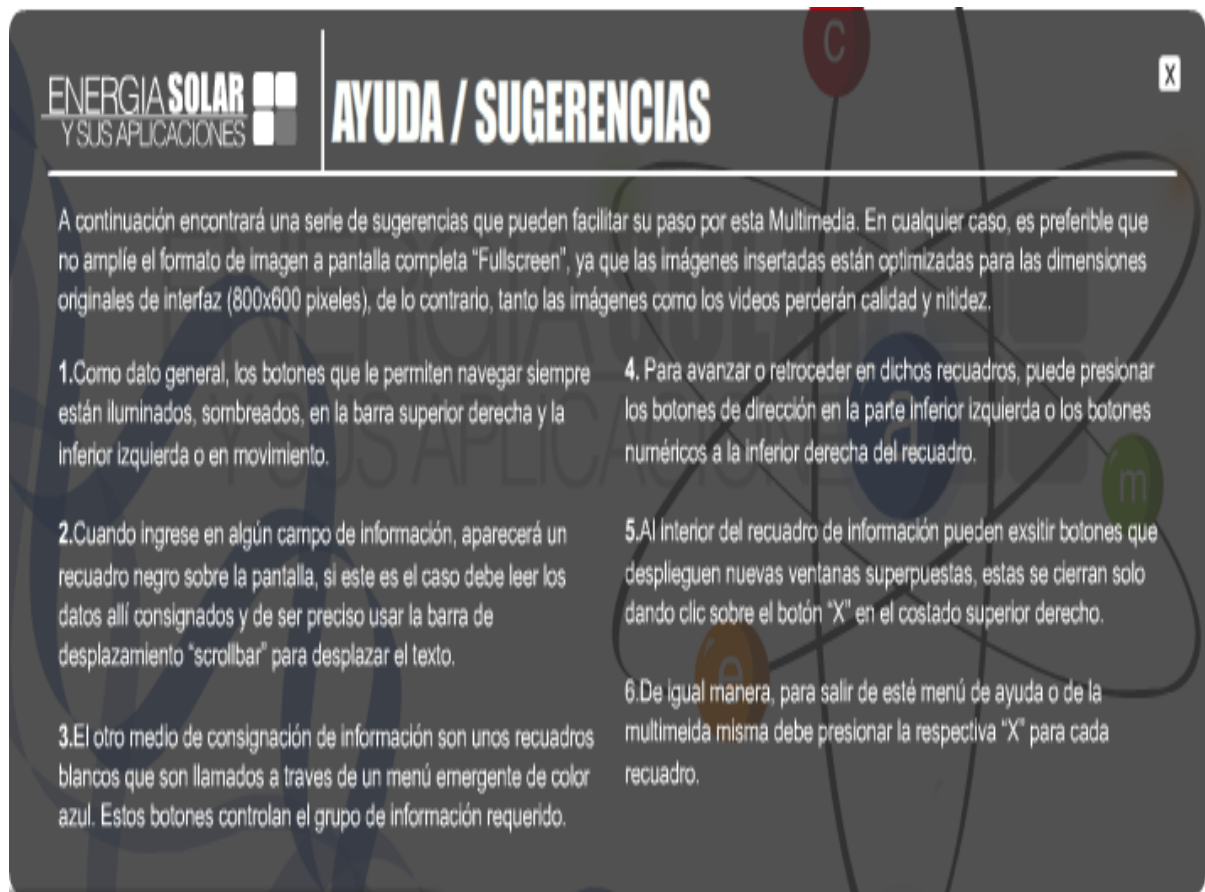 C
ENERGIA SOLAR
Y SUS APLICACIONES
AYUDA / SUGERENCIAS
X
A continuación encontrará una serie de sugerencias que pueden facilitar su paso por esta Multimedia. En cualquier caso, es preferible que
no amplíe el formato de imagen a pantalla completa “Fullscreen”, ya que las imágenes insertadas están optimizadas para las dimensiones
originales de interfaz (800x600 pixeles), de lo contrario, tanto las imágenes como los videos perderán calidad y nitidez.
1.Como dato general, los botones que le permiten navegar siempre
están iluminados, sombreados, en la barra superior derecha y la
inferior izquierda o en movimiento.
2.Cuando ingrese en algún campo de información, aparecerá un
recuadro negro sobre la pantalla, si este es el caso debe leer los
datos allí consignados y de ser preciso usar la barra de
desplazamiento “scrollbar” para desplazar el texto.
3.El otro medio de consignación de información son unos recuadros
blancos que son llamados a traves de un menú emergente de color
azul. Estos botones controlan el grupo de información requerido.
4. Para avanzar o retroceder en dichos recuadros, puede presionar
los botones de dirección en la parte inferior izquierda o los botones
numéricos a la inferior derecha del recuadro.
5.Al interior del recuadro de información pueden exsitir botones que
desplieguen nuevas ventanas superpuestas, estas se cierran solo
dando clic sobre el botón “X” en el costado superior derecho.
6.De igual manera, para salir de esté menú de ayuda o de la
multimeida misma debe presionar la respectiva “X” para cada
recuadro.
ENERGIA SOLAR
Y SUS APLICACIONES
a
m
e